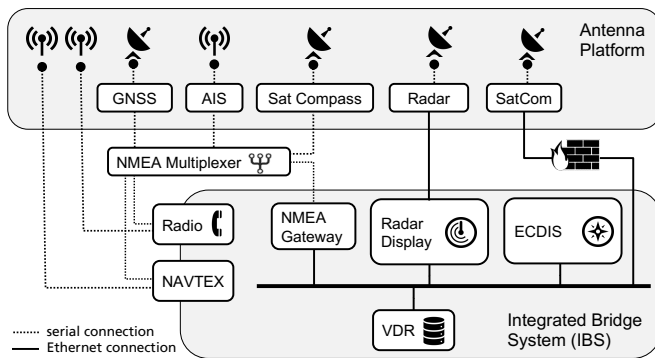 Antenna
Platform
GNSS
AIS
Sat Compass
Radar
SatCom
NMEA Multiplexer
Radio
NMEA
Gateway
Radar
Display
ECDIS
NAVTEX
VDR
Integrated Bridge
System (IBS)
serial connection
Ethernet connection